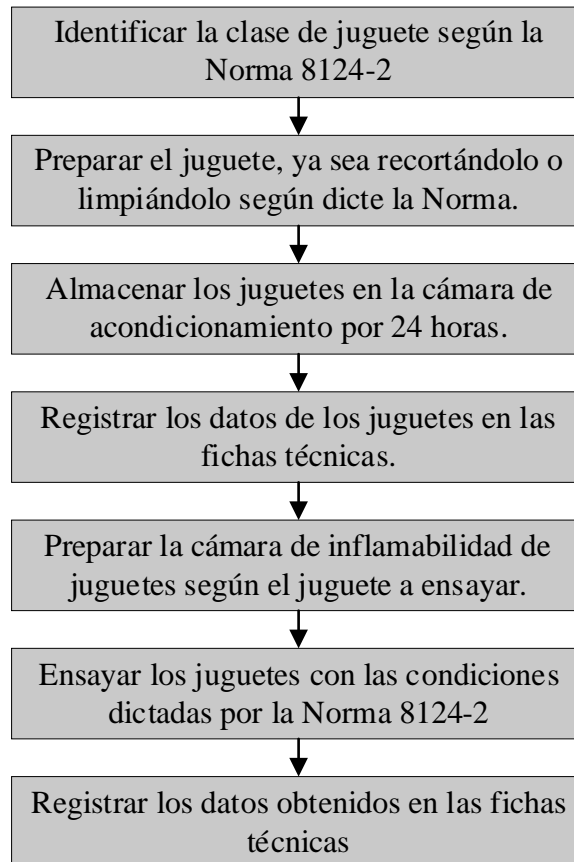 Identificar la clase de juguete según la
Norma 8124-2
Preparar el juguete, ya sea recortándolo o
limpiándolo según dicte la Norma.
Almacenar los juguetes en la cámara de
acondicionamiento por 24 horas.
Registrar los datos de los juguetes en las
fichas técnicas.
Preparar la cámara de inflamabilidad de
juguetes según el juguete a ensayar.
Ensayar los juguetes con las condiciones
dictadas por la Norma 8124-2
Registrar los datos obtenidos en las fichas
técnicas